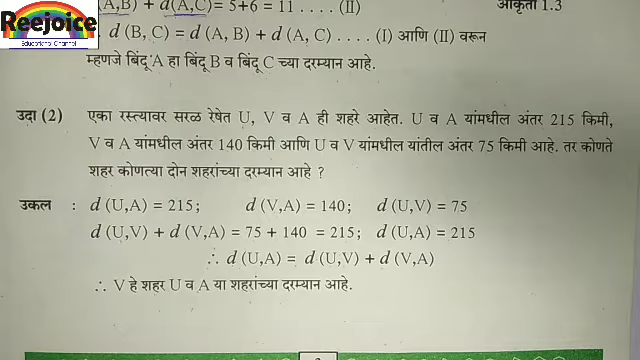 (A,B) + d(A,C)= 5+6 = 11 .... (II)
आकृती 1.3
Reejoice
Educational Channel
∴ d (B, C) = d (A, B) + d (A, C) .... (I) आणि (II) वरून
म्हणजे बिंदू A हा बिंदू B व बिंदू C च्या दरम्यान आहे.
उदा (2) एका रस्त्यावर सरळ रेषेत U, V व A ही शहरे आहेत. U व A यांमधील अंतर 215 किमी,
V व A यांमधील अंतर 140 किमी आणि U व V यांमधील यांतील अंतर 75 किमी आहे. तर कोणते
शहर कोणत्या दोन शहरांच्या दरम्यान आहे ?
उकल : d (U,A) = 215; d (V,A) = 140; d (U,V) = 75
d (U,V) + d (V,A) = 75 + 140 = 215; d (U,A) = 215
∴ d (U,A) = d (U,V) + d (V,A)
∴ V हे शहर U व A या शहरांच्या दरम्यान आहे.